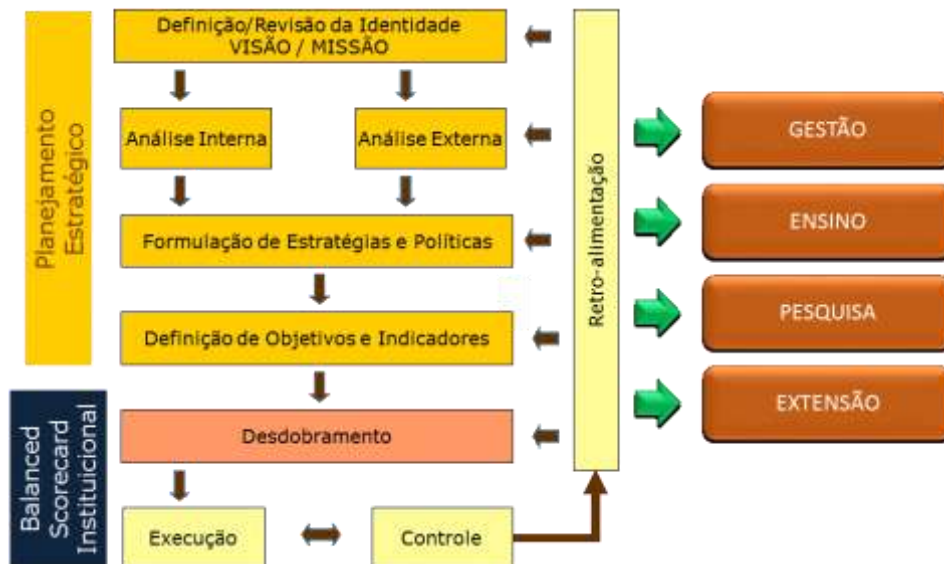 Planejamento
Estratégico
Definição/Revisão da Identidade
VISÃO / MISSÃO
Análise Interna
Análise Externa
Formulação de Estratégias e Políticas
Definição de Objetivos e Indicadores
Balanced
Scorecard
Instituicional
Desdobramento
Execução
Controle
Retro-alimentação
GESTÃO
ENSINO
PESQUISA
EXTENSÃO